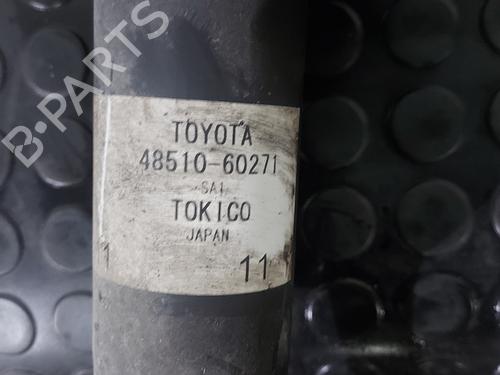 B-PARTS
TOYOTA
48510-60271
SA1
TOKICO
JAPAN
1 11